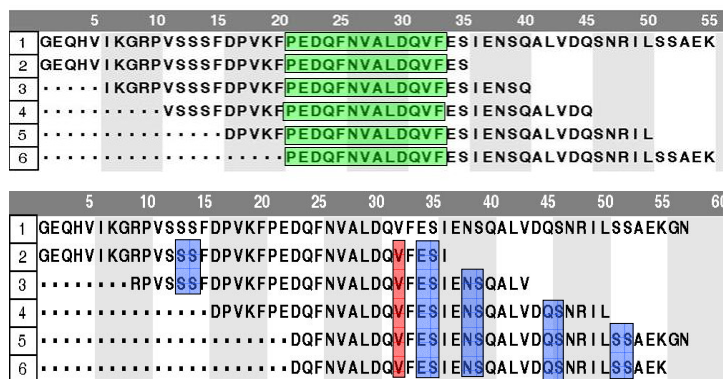 5 10 15 20 25 30 35 40 45 50 55
1 GEQHVIKGRPVSSSFDPVKFPEDQFNVALDQVFESIENSQALVDQSNRILSSAEK
2 GEQHVIKGRPVSSSFDPVKFPEDQFNVALDQVFES
3 ·····IKGRPVSSSFDPVKFPEDQFNVALDQVFESIENSQ
4 ··········VSSSFDPVKFPEDQFNVALDQVFESIENSQALVDQ
5 ···············DPVKFPEDQFNVALDQVFESIENSQALVDQSNRIL
6 ····················PEDQFNVALDQVFESIENSQALVDQSNRILSSAEK
5 10 15 20 25 30 35 40 45 50 55 60
1 GEQHVIKGRPVSSSFDPVKFPEDQFNVALDQVFESIENSQALVDQSNRILSSAEKGN
2 GEQHVIKGRPVSSSFDPVKFPEDQFNVALDQVFESI
3 ········RPVSSSFDPVKFPEDQFNVALDQVFESIENSQALV
4 ···············DPVKFPEDQFNVALDQVFESIENSQALVDQSNRIL
5 ······················DQFNVALDQVFESIENSQALVDQSNRILSSAEKGN
6 ······················DQFNVALDQVFESIENSQALVDQSNRILSSAEK